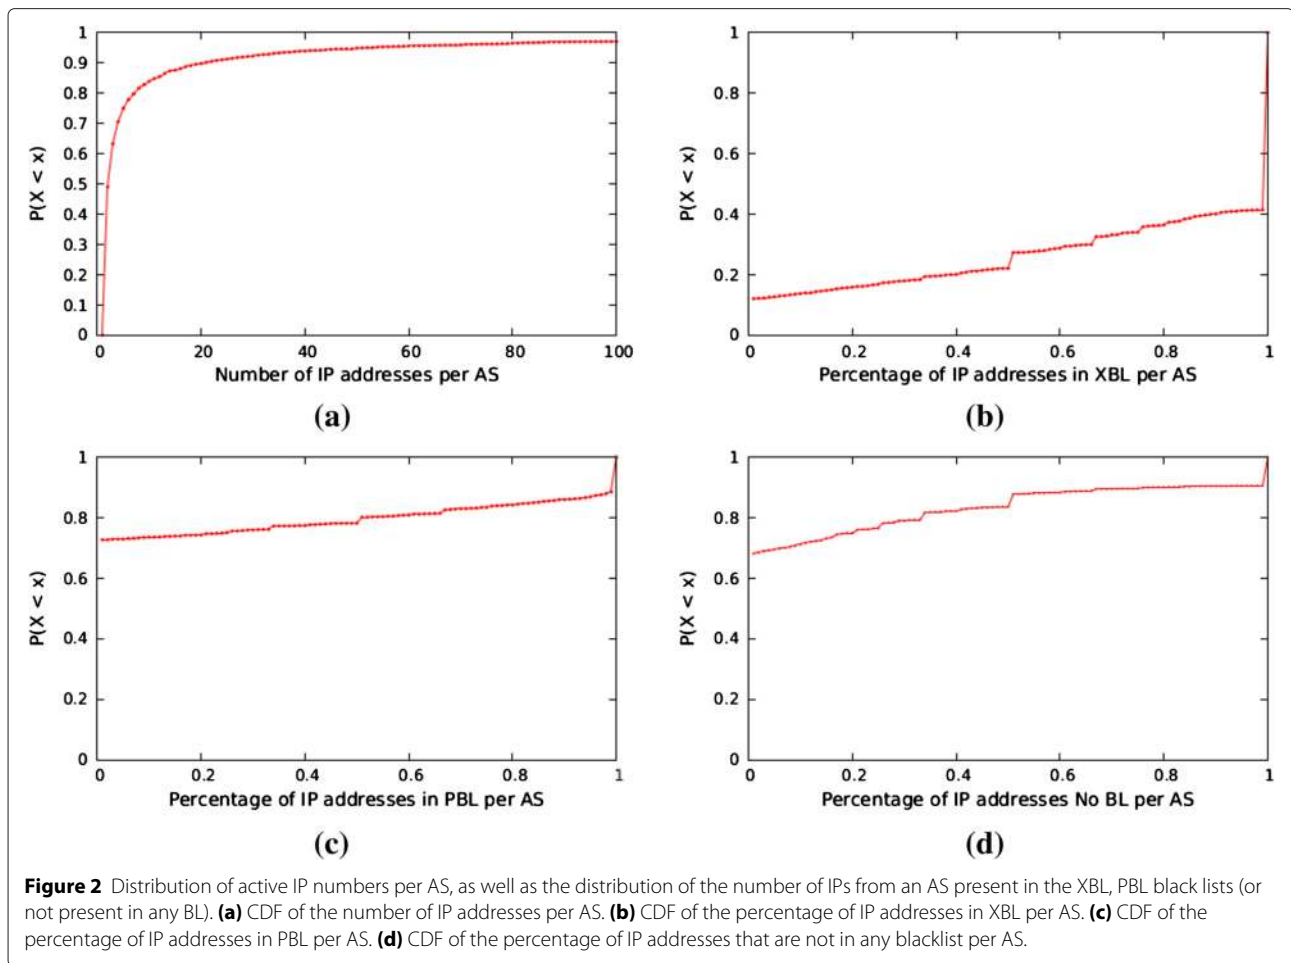 1
0.9
0.8
0.7
0.6
0.5
0.4
0.3
0.2
0.1
0
P(X < x)
0 20 40 60 80 100
Number of IP addresses per AS
(a)
1
0.8
0.6
0.4
0.2
0
P(X < x)
0 0.2 0.4 0.6 0.8 1
Percentage of IP addresses in XBL per AS
(b)
1
0.8
0.6
0.4
0.2
0
P(X < x)
0 0.2 0.4 0.6 0.8 1
Percentage of IP addresses in PBL per AS
(c)
1
0.8
0.6
0.4
0.2
0
P(X < x)
0 0.2 0.4 0.6 0.8 1
Percentage of IP addresses No BL per AS
(d)
Figure 2 Distribution of active IP numbers per AS, as well as the distribution of the number of IPs from an AS present in the XBL, PBL black lists (or
not present in any BL). (a) CDF of the number of IP addresses per AS. (b) CDF of the percentage of IP addresses in XBL per AS. (c) CDF of the
percentage of IP addresses in PBL per AS. (d) CDF of the percentage of IP addresses that are not in any blacklist per AS.